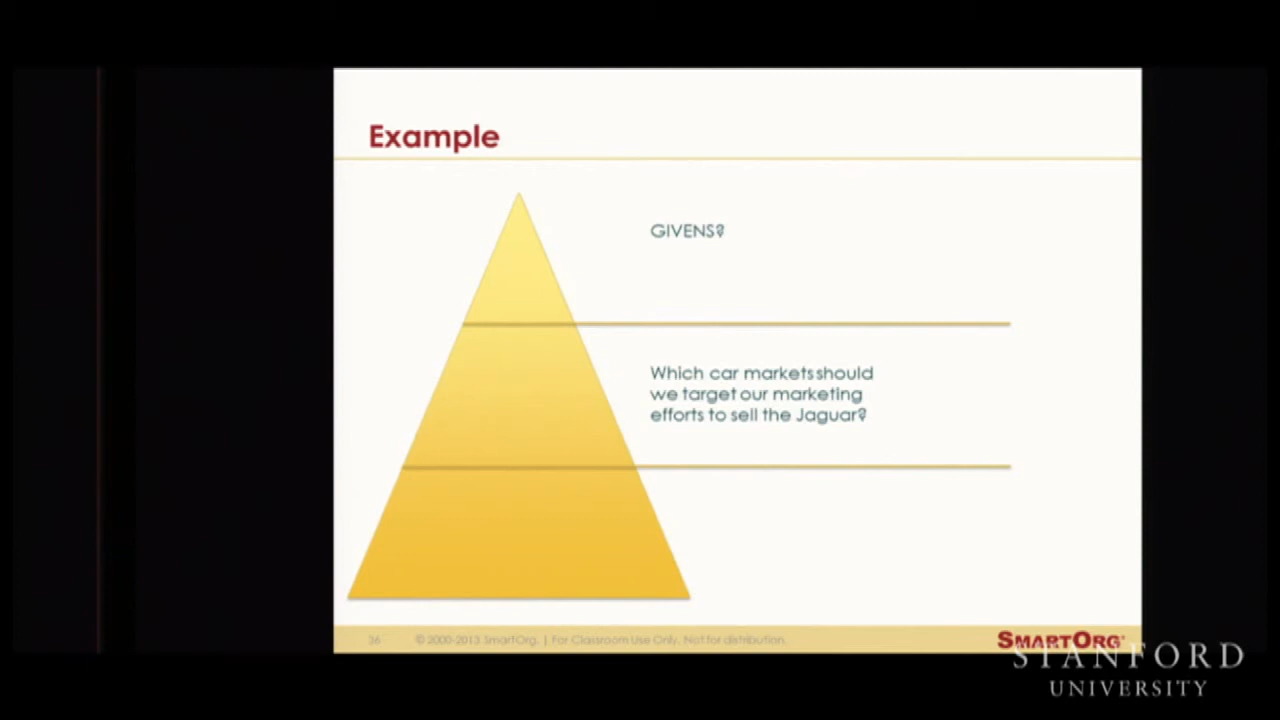 Example
GIVENS?
Which car markets should
we target our marketing
efforts to sell the Jaguar?
36
© 2000-2013 SmartOrg. | For Classroom Use Only. Not for distribution.
SMARTORG
STANFORD
UNIVERSITY